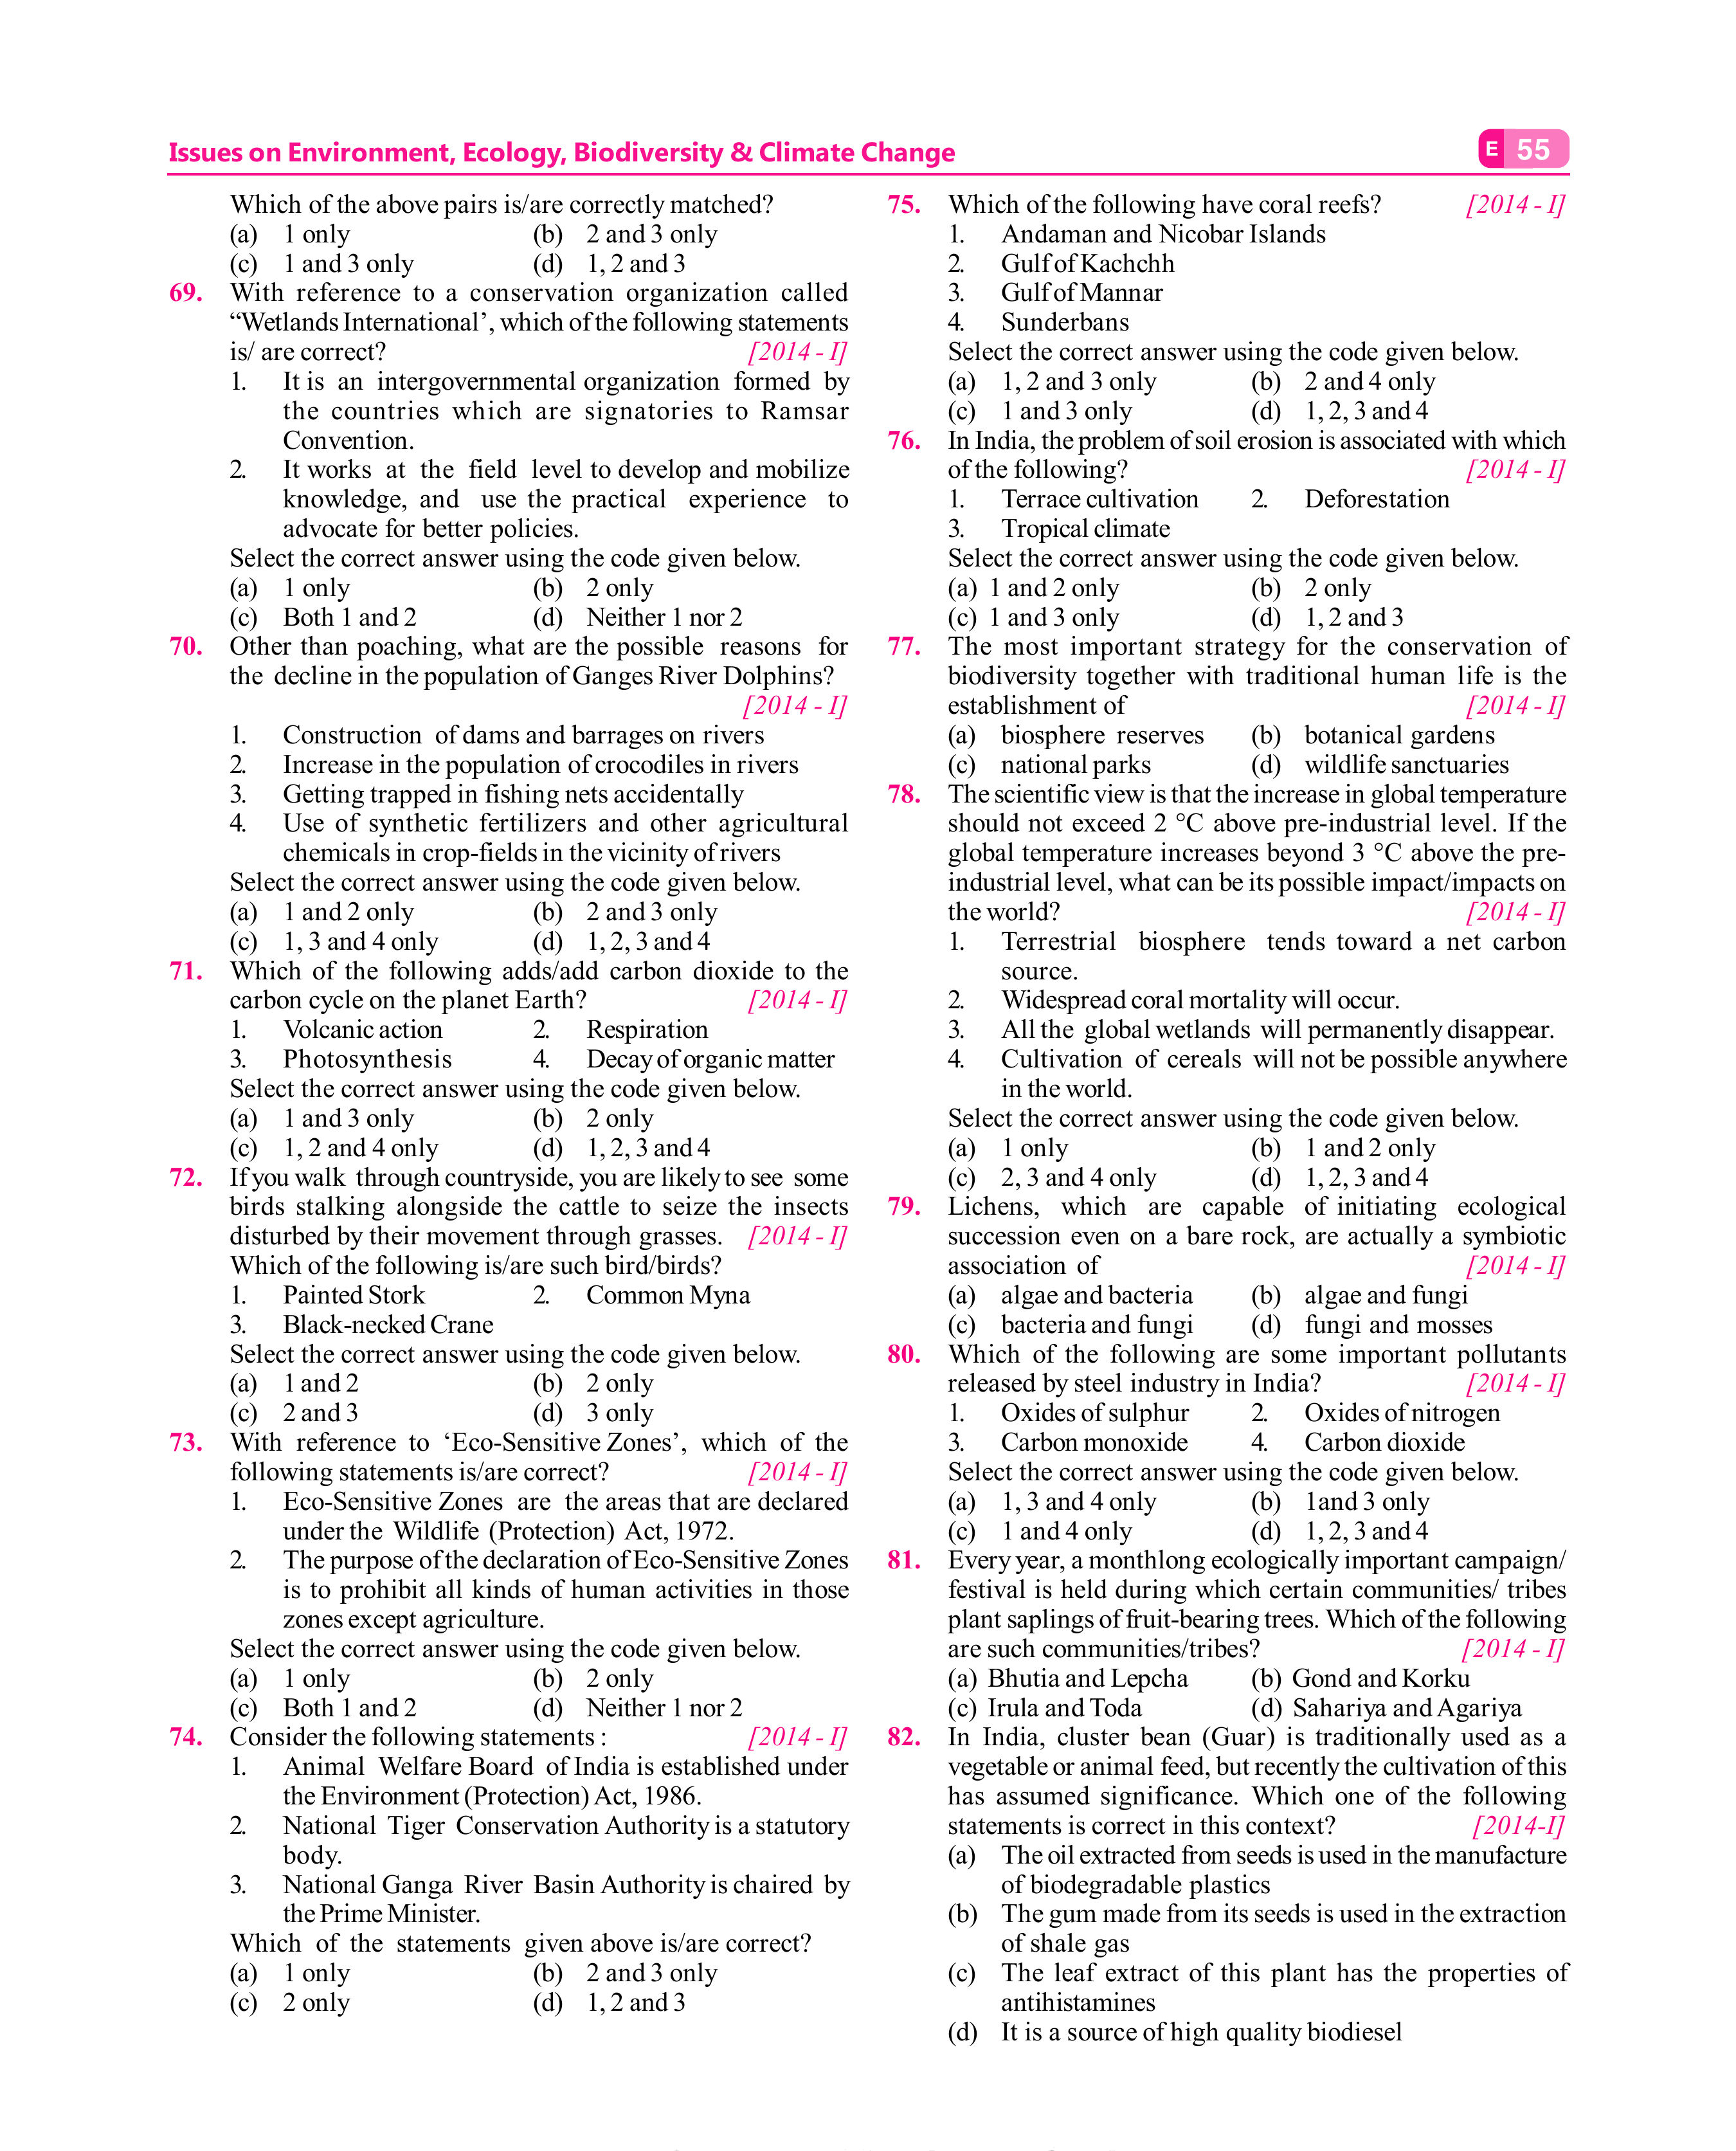 Issues on Environment, Ecology, Biodiversity & Climate Change
E 55
Which of the above pairs is/are correctly matched?
(a) 1 only (b) 2 and 3 only
(c) 1 and 3 only (d) 1, 2 and 3
69. With reference to a conservation organization called
“Wetlands International’, which of the following statements
is/ are correct? [2014 - I]
1. It is an intergovernmental organization formed by
the countries which are signatories to Ramsar
Convention.
2. It works at the field level to develop and mobilize
knowledge, and use the practical experience to
advocate for better policies.
Select the correct answer using the code given below.
(a) 1 only (b) 2 only
(c) Both 1 and 2 (d) Neither 1 nor 2
70. Other than poaching, what are the possible reasons for
the decline in the population of Ganges River Dolphins?
[2014 - I]
1. Construction of dams and barrages on rivers
2. Increase in the population of crocodiles in rivers
3. Getting trapped in fishing nets accidentally
4. Use of synthetic fertilizers and other agricultural
chemicals in crop-fields in the vicinity of rivers
Select the correct answer using the code given below.
(a) 1 and 2 only (b) 2 and 3 only
(c) 1, 3 and 4 only (d) 1, 2, 3 and 4
71. Which of the following adds/add carbon dioxide to the
carbon cycle on the planet Earth? [2014 - I]
1. Volcanic action 2. Respiration
3. Photosynthesis 4. Decay of organic matter
Select the correct answer using the code given below.
(a) 1 and 3 only (b) 2 only
(c) 1, 2 and 4 only (d) 1, 2, 3 and 4
72. If you walk through countryside, you are likely to see some
birds stalking alongside the cattle to seize the insects
disturbed by their movement through grasses. [2014 - I]
Which of the following is/are such bird/birds?
1. Painted Stork 2. Common Myna
3. Black-necked Crane
Select the correct answer using the code given below.
(a) 1 and 2 (b) 2 only
(c) 2 and 3 (d) 3 only
73. With reference to ‘Eco-Sensitive Zones’, which of the
following statements is/are correct? [2014 - I]
1. Eco-Sensitive Zones are the areas that are declared
under the Wildlife (Protection) Act, 1972.
2. The purpose of the declaration of Eco-Sensitive Zones
is to prohibit all kinds of human activities in those
zones except agriculture.
Select the correct answer using the code given below.
(a) 1 only (b) 2 only
(c) Both 1 and 2 (d) Neither 1 nor 2
74. Consider the following statements : [2014 - I]
1. Animal Welfare Board of India is established under
the Environment (Protection) Act, 1986.
2. National Tiger Conservation Authority is a statutory
body.
3. National Ganga River Basin Authority is chaired by
the Prime Minister.
Which of the statements given above is/are correct?
(a) 1 only (b) 2 and 3 only
(c) 2 only (d) 1, 2 and 3
75. Which of the following have coral reefs? [2014 - I]
1. Andaman and Nicobar Islands
2. Gulf of Kachchh
3. Gulf of Mannar
4. Sunderbans
Select the correct answer using the code given below.
(a) 1, 2 and 3 only (b) 2 and 4 only
(c) 1 and 3 only (d) 1, 2, 3 and 4
76. In India, the problem of soil erosion is associated with which
of the following? [2014 - I]
1. Terrace cultivation 2. Deforestation
3. Tropical climate
Select the correct answer using the code given below.
(a) 1 and 2 only (b) 2 only
(c) 1 and 3 only (d) 1, 2 and 3
77. The most important strategy for the conservation of
biodiversity together with traditional human life is the
establishment of [2014 - I]
(a) biosphere reserves (b) botanical gardens
(c) national parks (d) wildlife sanctuaries
78. The scientific view is that the increase in global temperature
should not exceed 2 °C above pre-industrial level. If the
global temperature increases beyond 3 °C above the pre-
industrial level, what can be its possible impact/impacts on
the world? [2014 - I]
1. Terrestrial biosphere tends toward a net carbon
source.
2. Widespread coral mortality will occur.
3. All the global wetlands will permanently disappear.
4. Cultivation of cereals will not be possible anywhere
in the world.
Select the correct answer using the code given below.
(a) 1 only (b) 1 and 2 only
(c) 2, 3 and 4 only (d) 1, 2, 3 and 4
79. Lichens, which are capable of initiating ecological
succession even on a bare rock, are actually a symbiotic
association of [2014 - I]
(a) algae and bacteria (b) algae and fungi
(c) bacteria and fungi (d) fungi and mosses
80. Which of the following are some important pollutants
released by steel industry in India? [2014 - I]
1. Oxides of sulphur 2. Oxides of nitrogen
3. Carbon monoxide 4. Carbon dioxide
Select the correct answer using the code given below.
(a) 1, 3 and 4 only (b) 1and 3 only
(c) 1 and 4 only (d) 1, 2, 3 and 4
81. Every year, a monthlong ecologically important campaign/
festival is held during which certain communities/ tribes
plant saplings of fruit-bearing trees. Which of the following
are such communities/tribes? [2014 - I]
(a) Bhutia and Lepcha (b) Gond and Korku
(c) Irula and Toda (d) Sahariya and Agariya
82. In India, cluster bean (Guar) is traditionally used as a
vegetable or animal feed, but recently the cultivation of this
has assumed significance. Which one of the following
statements is correct in this context? [2014-I]
(a) The oil extracted from seeds is used in the manufacture
of biodegradable plastics
(b) The gum made from its seeds is used in the extraction
of shale gas
(c) The leaf extract of this plant has the properties of
antihistamines
(d) It is a source of high quality biodiesel